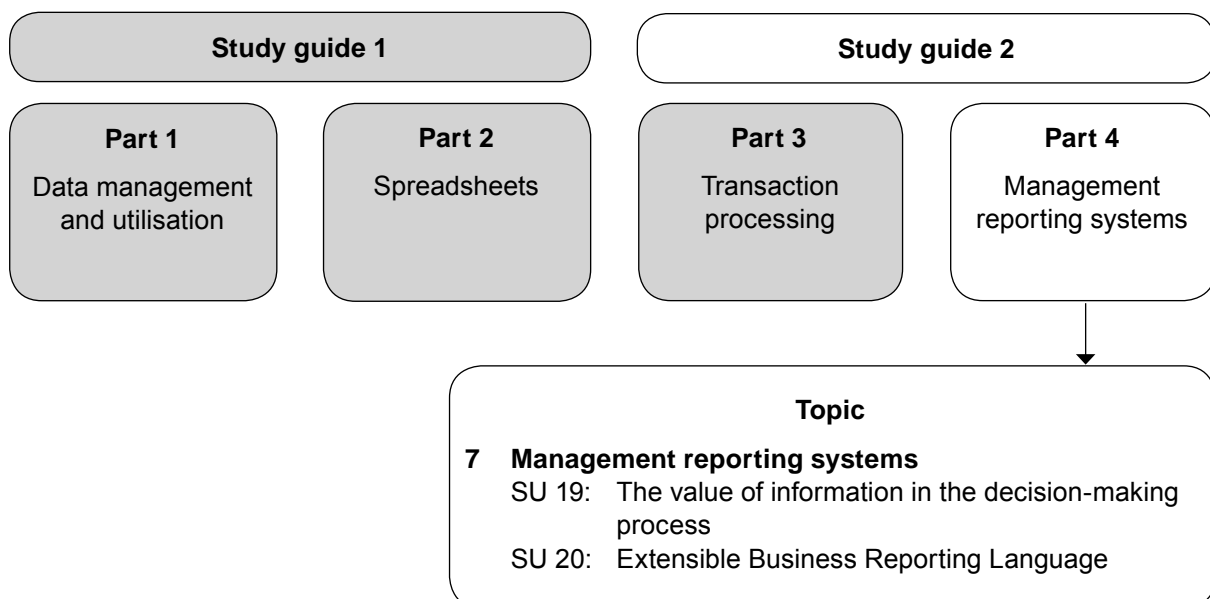 Study guide 1
Study guide 2
Part 1
Data management
and utilisation
Part 2
Spreadsheets
Part 3
Transaction
processing
Part 4
Management
reporting systems
Topic
7 Management reporting systems
SU 19: The value of information in the decision-making
process
SU 20: Extensible Business Reporting Language